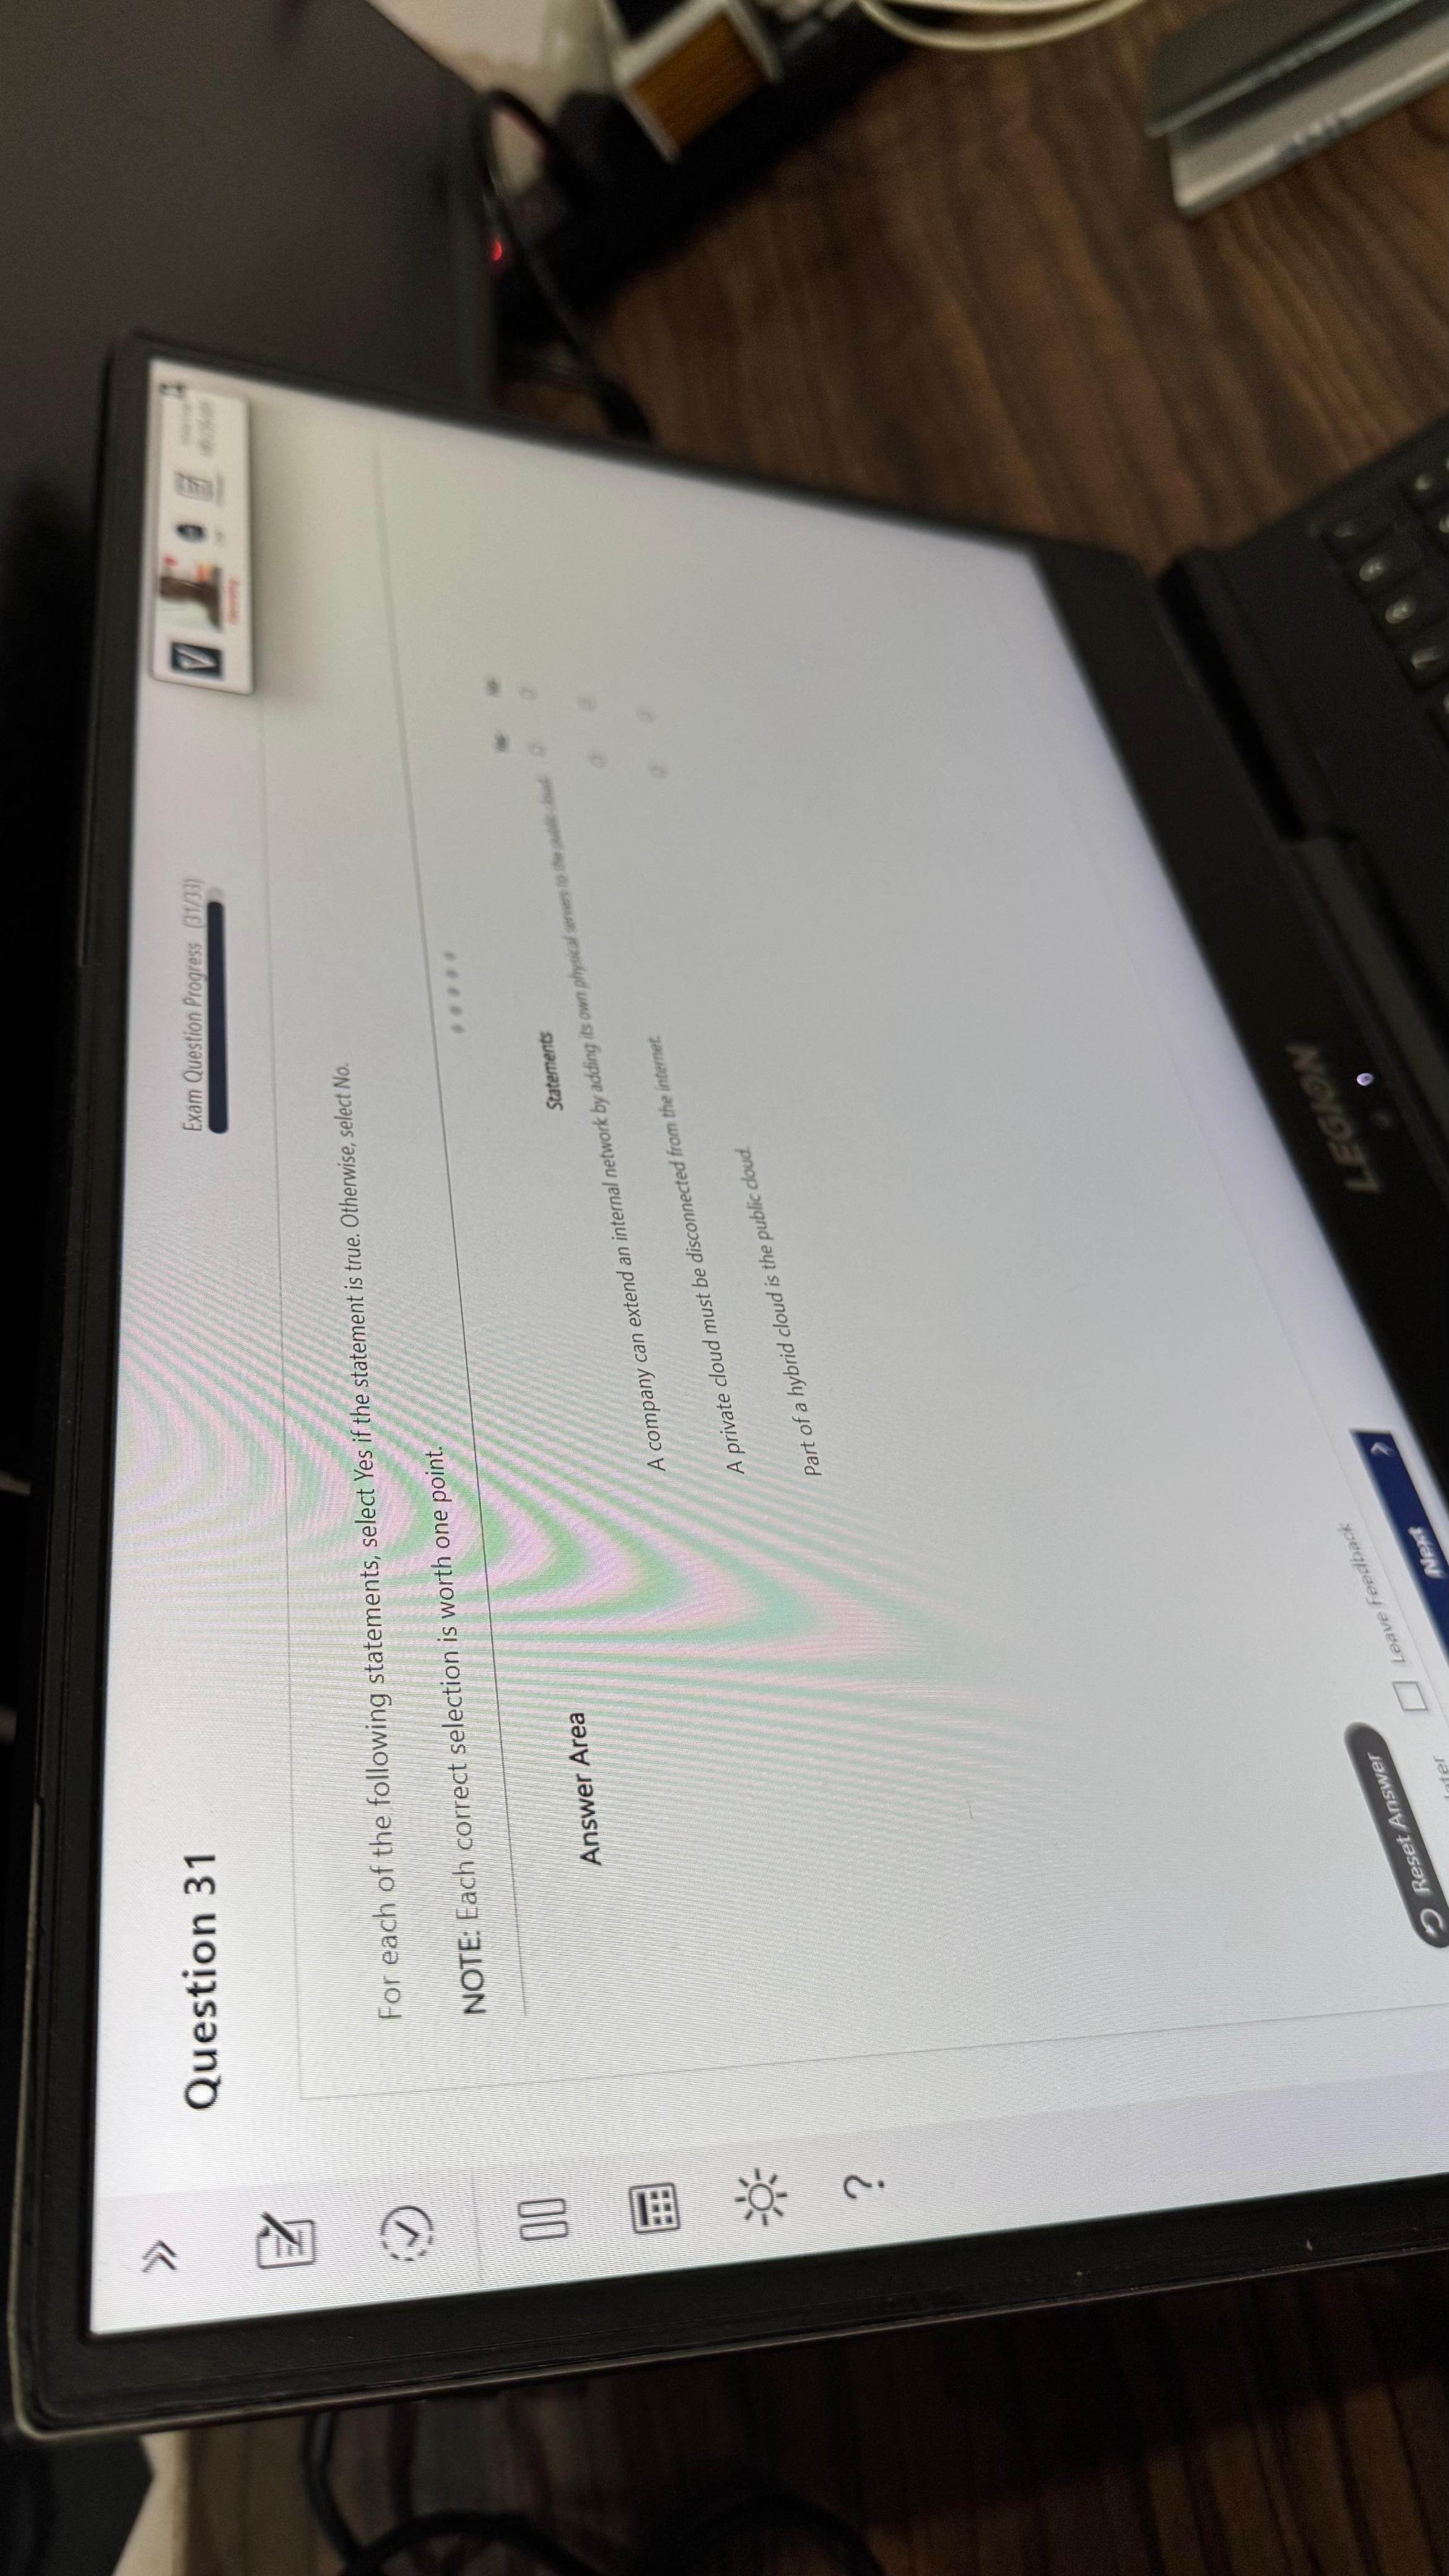 Question 31
Exam Question Progress (31/33)
For each of the following statements, select Yes if the statement is true. Otherwise, select No.
NOTE: Each correct selection is worth one point.
Answer Area
Statements
Yes
No
A company can extend an internal network by adding its own physical servers to the public cloud.
A private cloud must be disconnected from the internet.
Part of a hybrid cloud is the public cloud.
Reset Answer
Leave Feedback
Next
LEGION